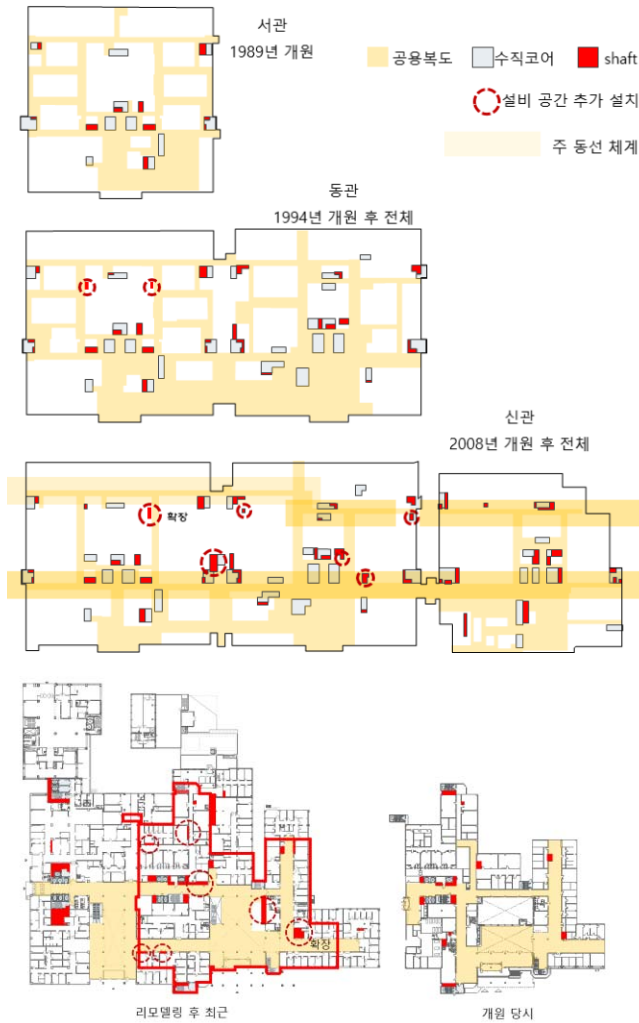 서관
1989년 개원
공용복도
수직코어
shaft
설비 공간 추가 설치
주 동선 체계
동관
1994년 개원 후 전체
신관
2008년 개원 후 전체
확장
확장
리모델링 후 최근
개원 당시